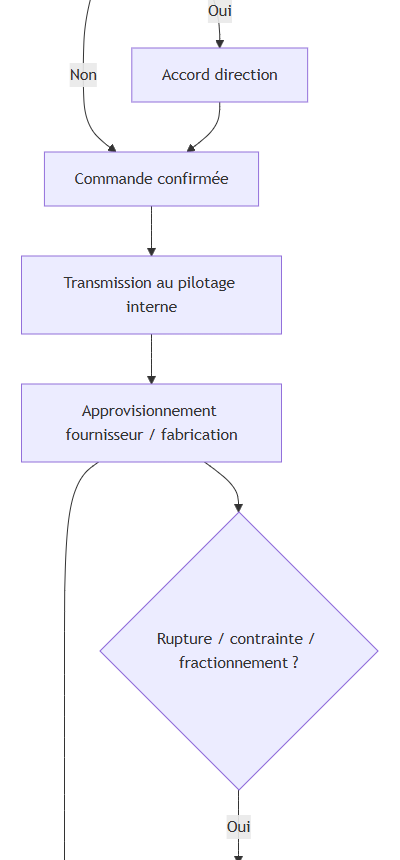 Oui
Non
Accord direction
Commande confirmée
Transmission au pilotage
interne
Approvisionnement
fournisseur / fabrication
Rupture / contrainte /
fractionnement ?
Oui